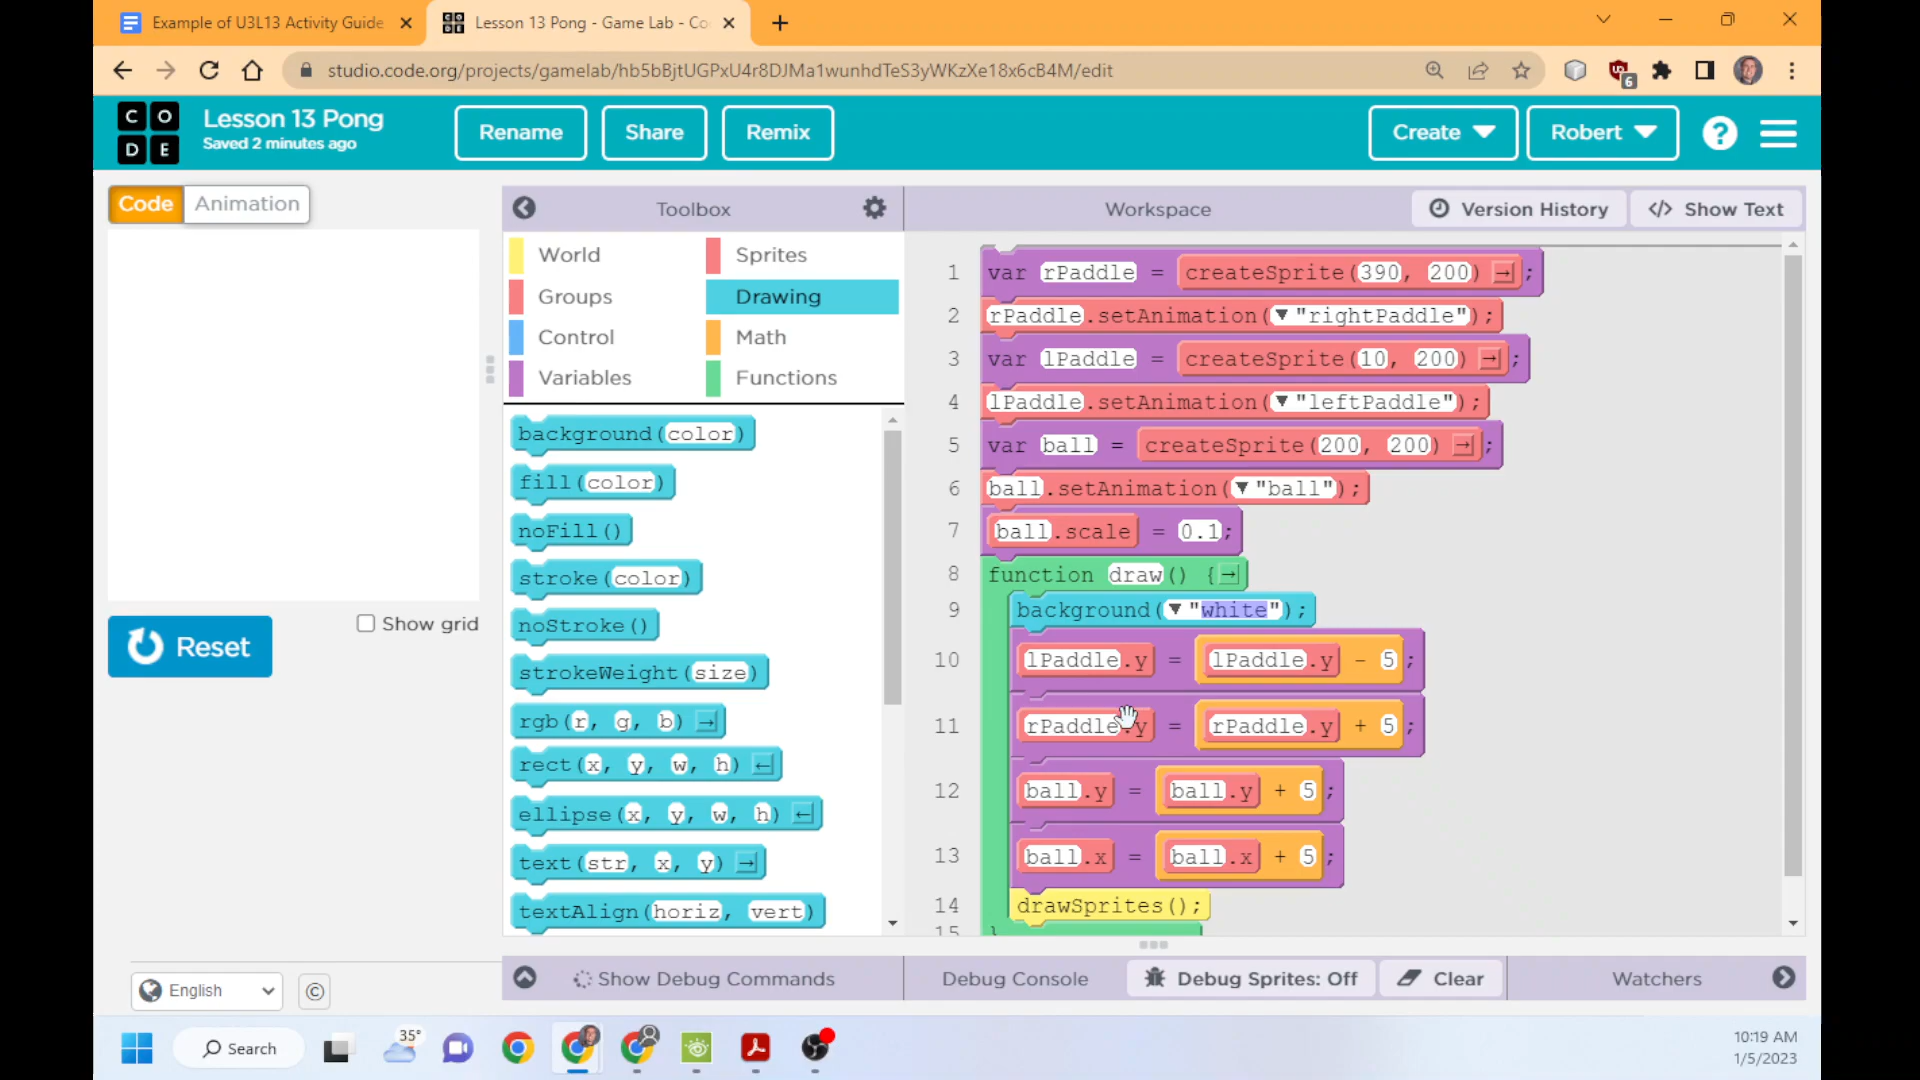 Example of U3L13 Activity Guide
Lesson 13 Pong - Game Lab - Co
studio.code.org/projects/gamelab/hb5bBjtUGPxU4r8DJMa1wunhdTeS3yWKzXe18x6cB4M/edit
6
C O
D E
Lesson 13 Pong
Saved 2 minutes ago
Rename
Share
Remix
Create
Robert
?
Code
Animation
Toolbox
Workspace
Version History
</> Show Text
World
Sprites
Groups
Drawing
Control
Math
Variables
Functions
background(color)
fill(color)
noFill()
stroke(color)
noStroke()
strokeWeight(size)
rgb(r, g, b)
rect(x, y, w, h)
ellipse(x, y, w, h)
text(str, x, y)
textAlign(horiz, vert)
1 var rPaddle = createSprite(390, 200);
2 rPaddle.setAnimation("rightPaddle");
3 var lPaddle = createSprite(10, 200);
4 lPaddle.setAnimation("leftPaddle");
5 var ball = createSprite(200, 200);
6 ball.setAnimation("ball");
7 ball.scale = 0.1;
8 function draw() {
9 background("white");
10 lPaddle.y = lPaddle.y - 5;
11 rPaddle.y = rPaddle.y + 5;
12 ball.y = ball.y + 5;
13 ball.x = ball.x + 5;
14 drawSprites();
15 }
Reset
Show grid
English
©
Show Debug Commands
Debug Console
Debug Sprites: Off
Clear
Watchers
Search
35°
10:19 AM
1/5/2023